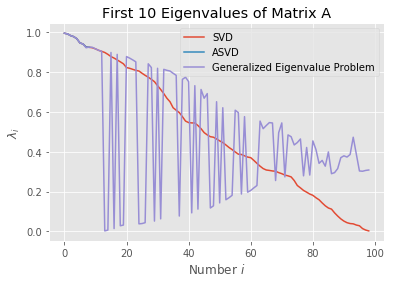 First 10 Eigenvalues of Matrix A
SVD
ASVD
Generalized Eigenvalue Problem
1.0
0.8
0.6
0.4
0.2
0.0
λi
0
20
40
60
80
100
Number i